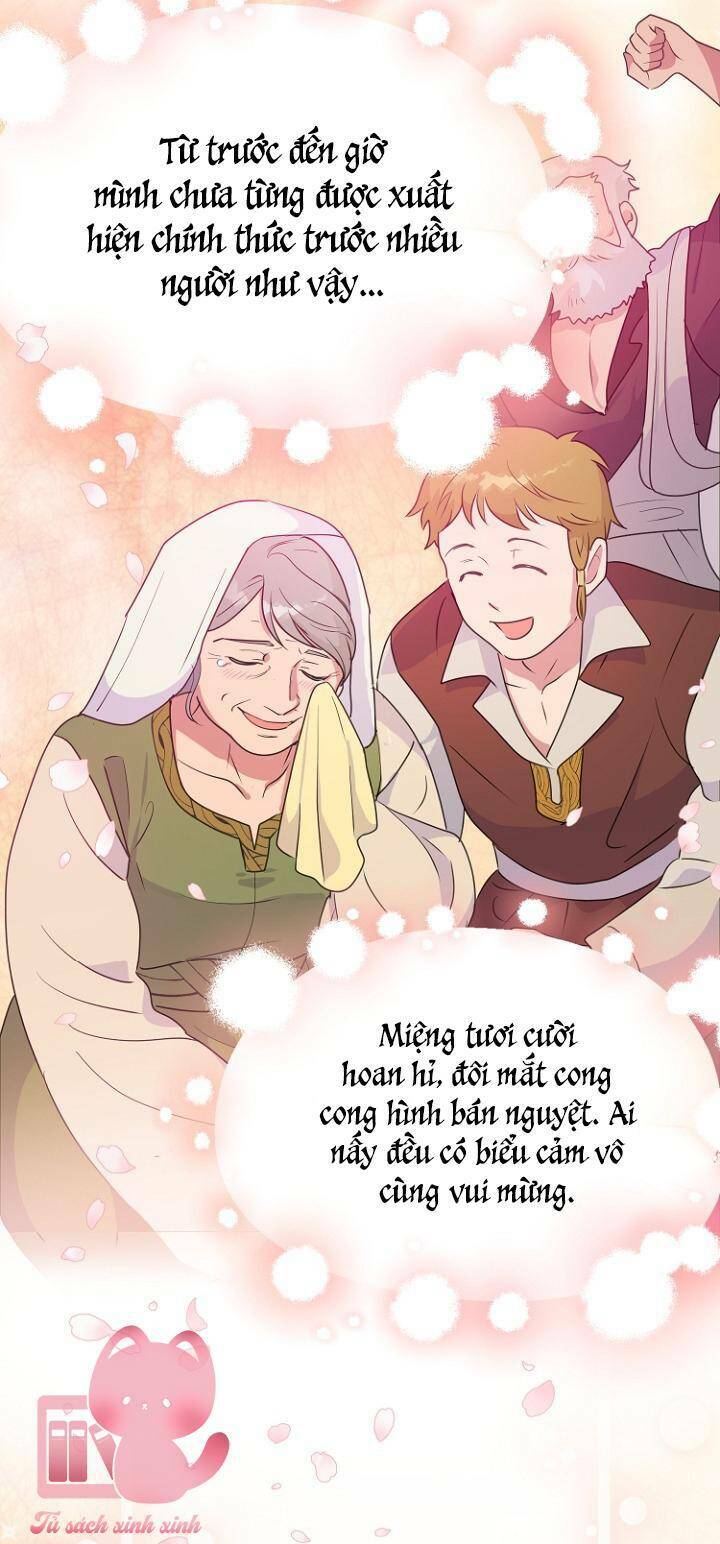 Từ trước đến giờ
mình chưa từng được xuất
hiện chính thức trước nhiều
người như vậy...
Miệng tươi cười
hoan hỉ, đôi mắt cong
cong hình bán nguyệt. Ai
nấy đều có biểu cảm vô
cùng vui mừng.
Tủ sách xinh xinh